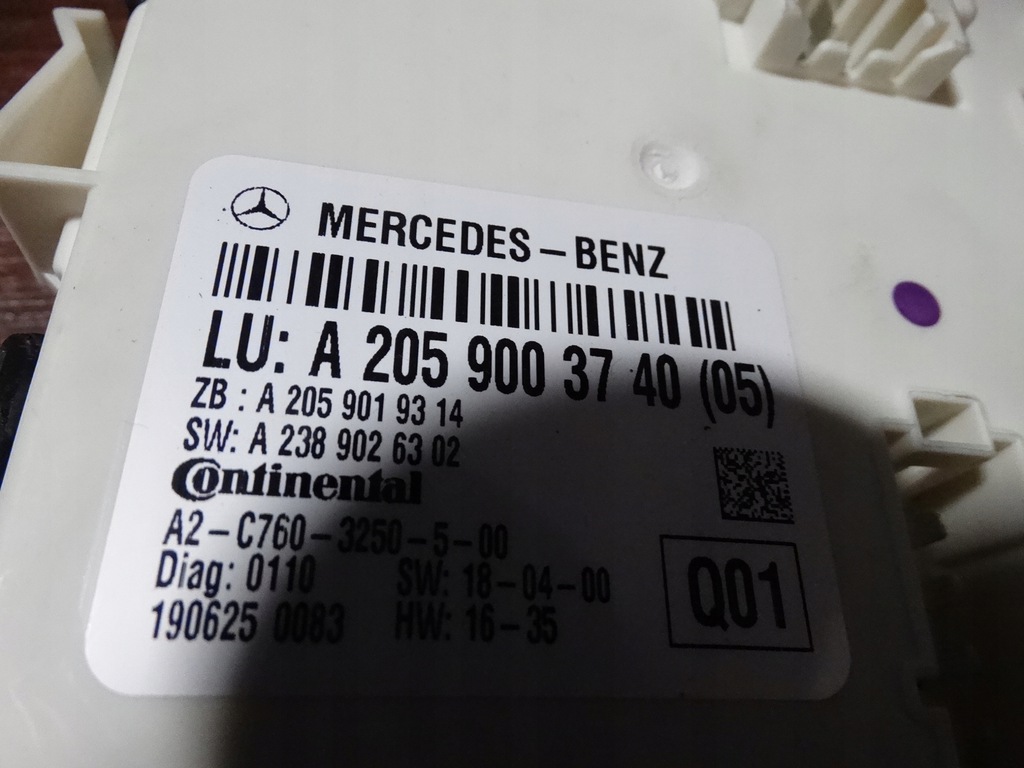 MERCEDES-BENZ
LU: A 205 900 37 40 (05)
ZB : A 205 901 93 14
SW: A 238 902 63 02
Continental
A2-C760-3250-5-00
Diag: 0110 SW: 18-04-00
190625 0083 HW: 16-35
Q01